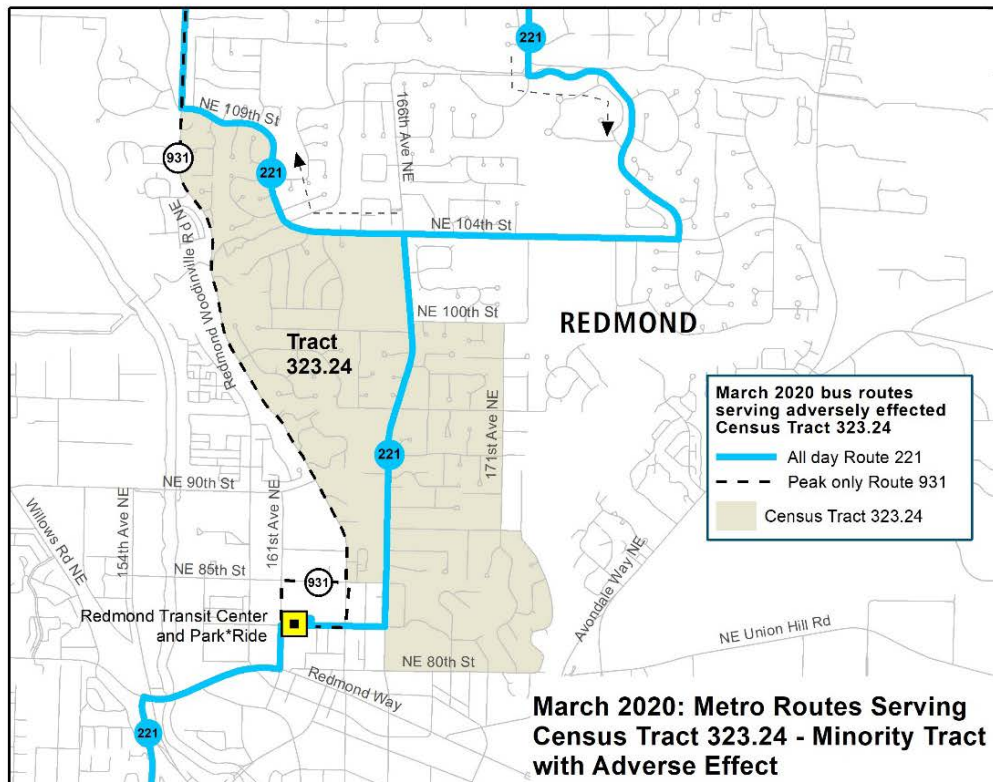 221
221
NE 109th St
166th Ave NE
931
221
Redmond Woodinville Rd NE
NE 104th St
NE 100th St
REDMOND
Tract
323.24
March 2020 bus routes
serving adversely effected
Census Tract 323.24
All day Route 221
Peak only Route 931
Census Tract 323.24
171st Ave NE
221
NE 90th St
Willows Rd NE
154th Ave NE
161st Ave NE
NE 85th St
931
Avondale Way NE
Redmond Transit Center
and Park*Ride
NE Union Hill Rd
NE 80th St
Redmond Way
221
March 2020: Metro Routes Serving
Census Tract 323.24 - Minority Tract
with Adverse Effect